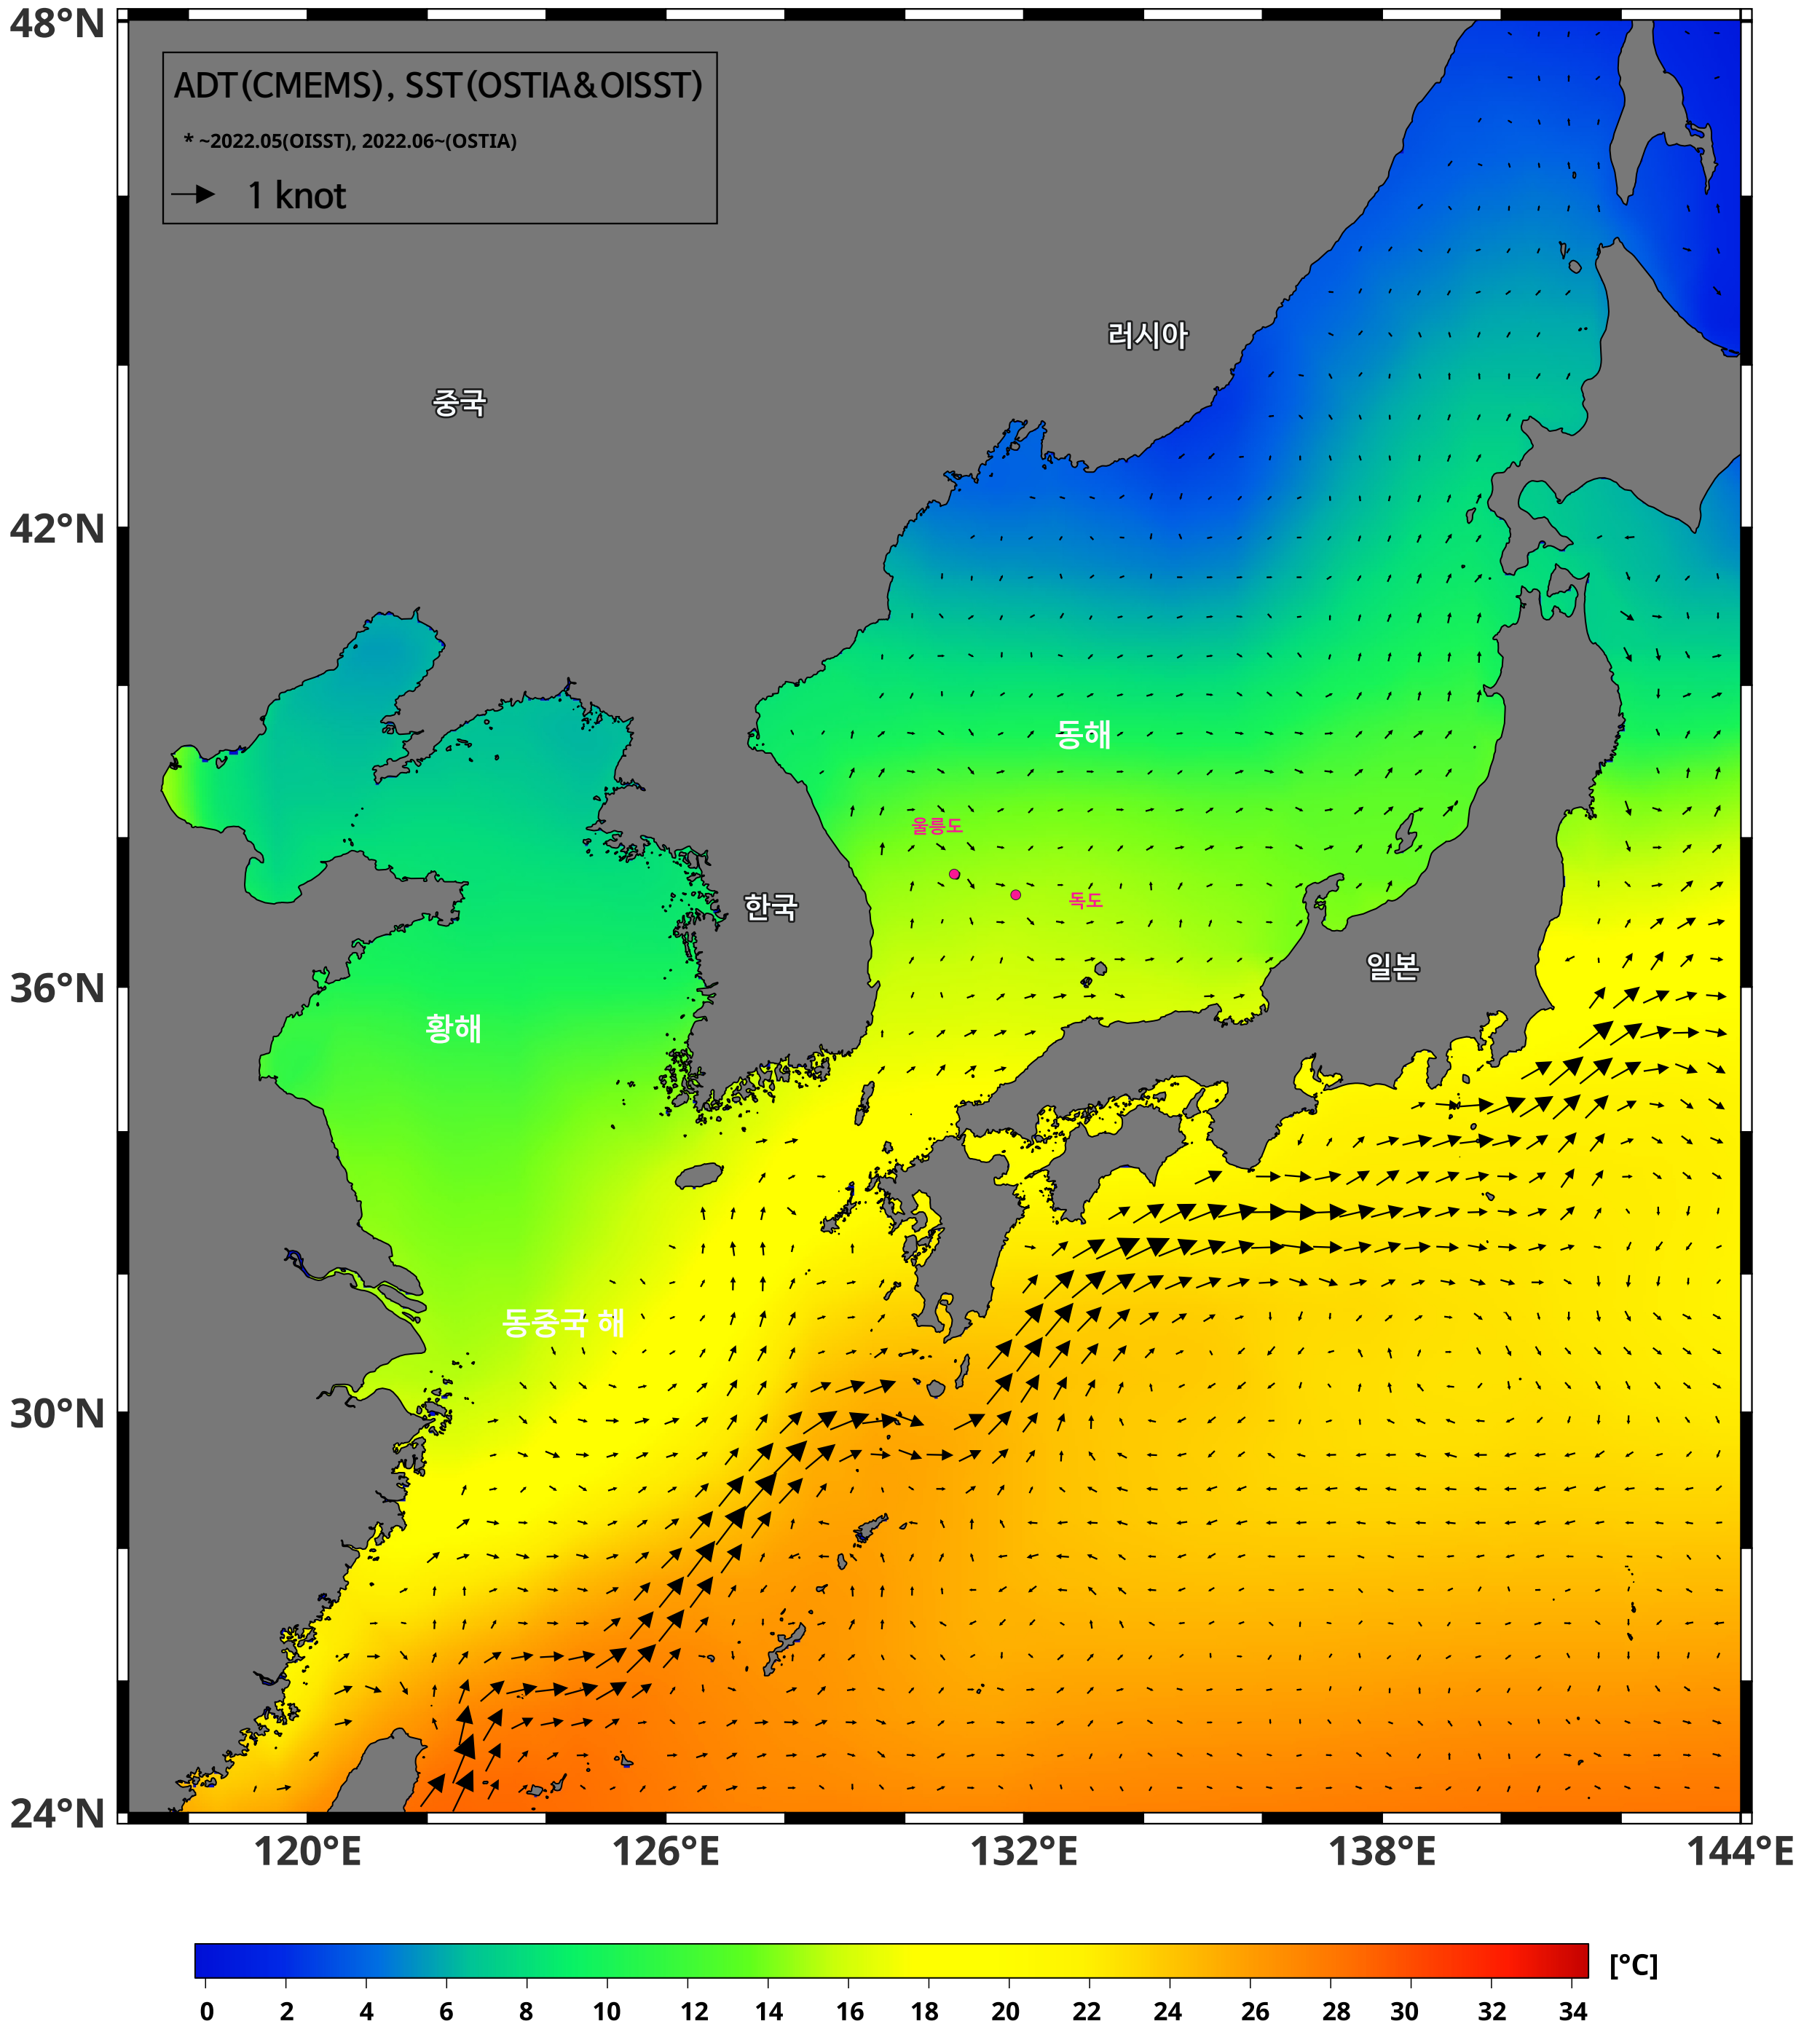 48°N
ADT(CMEMS), SST(OSTIA&OISST)
* ~2022.05(OISST), 2022.06~(OSTIA)
1 knot
러시아
중국
42°N
동해
울릉도
독도
한국
일본
36°N
황해
동중국 해
30°N
24°N
120°E 126°E 132°E 138°E 144°E
[°C]
0 2 4 6 8 10 12 14 16 18 20 22 24 26 28 30 32 34